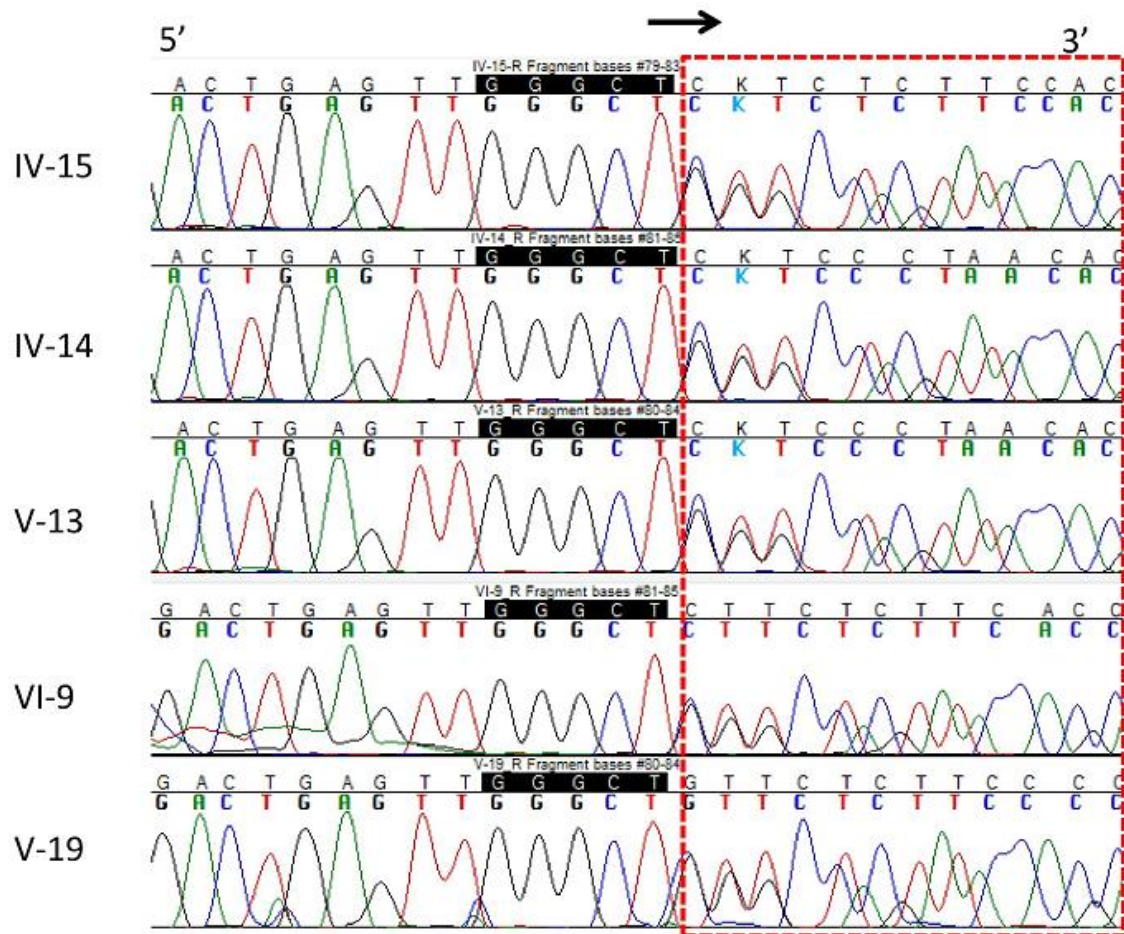 5’ 3’
IV-15-R Fragment bases #79-83
A C T G A G T T G G G C T C K T C T C T T C C A C
A C T G A G T T G G G C T C K T C T C T T C C A C
IV-15
IV-14_R Fragment bases #81-85
A C T G A G T T G G G C T C K T C C C T A A C A C
A C T G A G T T G G G C T C K T C C C T A A C A C
IV-14
V-13_R Fragment bases #80-84
A C T G A G T T G G G C T C K T C C C T A A C A C
A C T G A G T T G G G C T C K T C C C T A A C A C
V-13
VI-9_R Fragment bases #81-85
G A C T G A G T T G G G C T C T T C T C T T C A C C
G A C T G A G T T G G G C T C T T C T C T T C A C C
VI-9
V-19_R Fragment bases #80-84
G A C T G A G T T G G G C T G T T C T C T T C C C C
G A C T G A G T T G G G C T G T T C T C T T C C C C
V-19